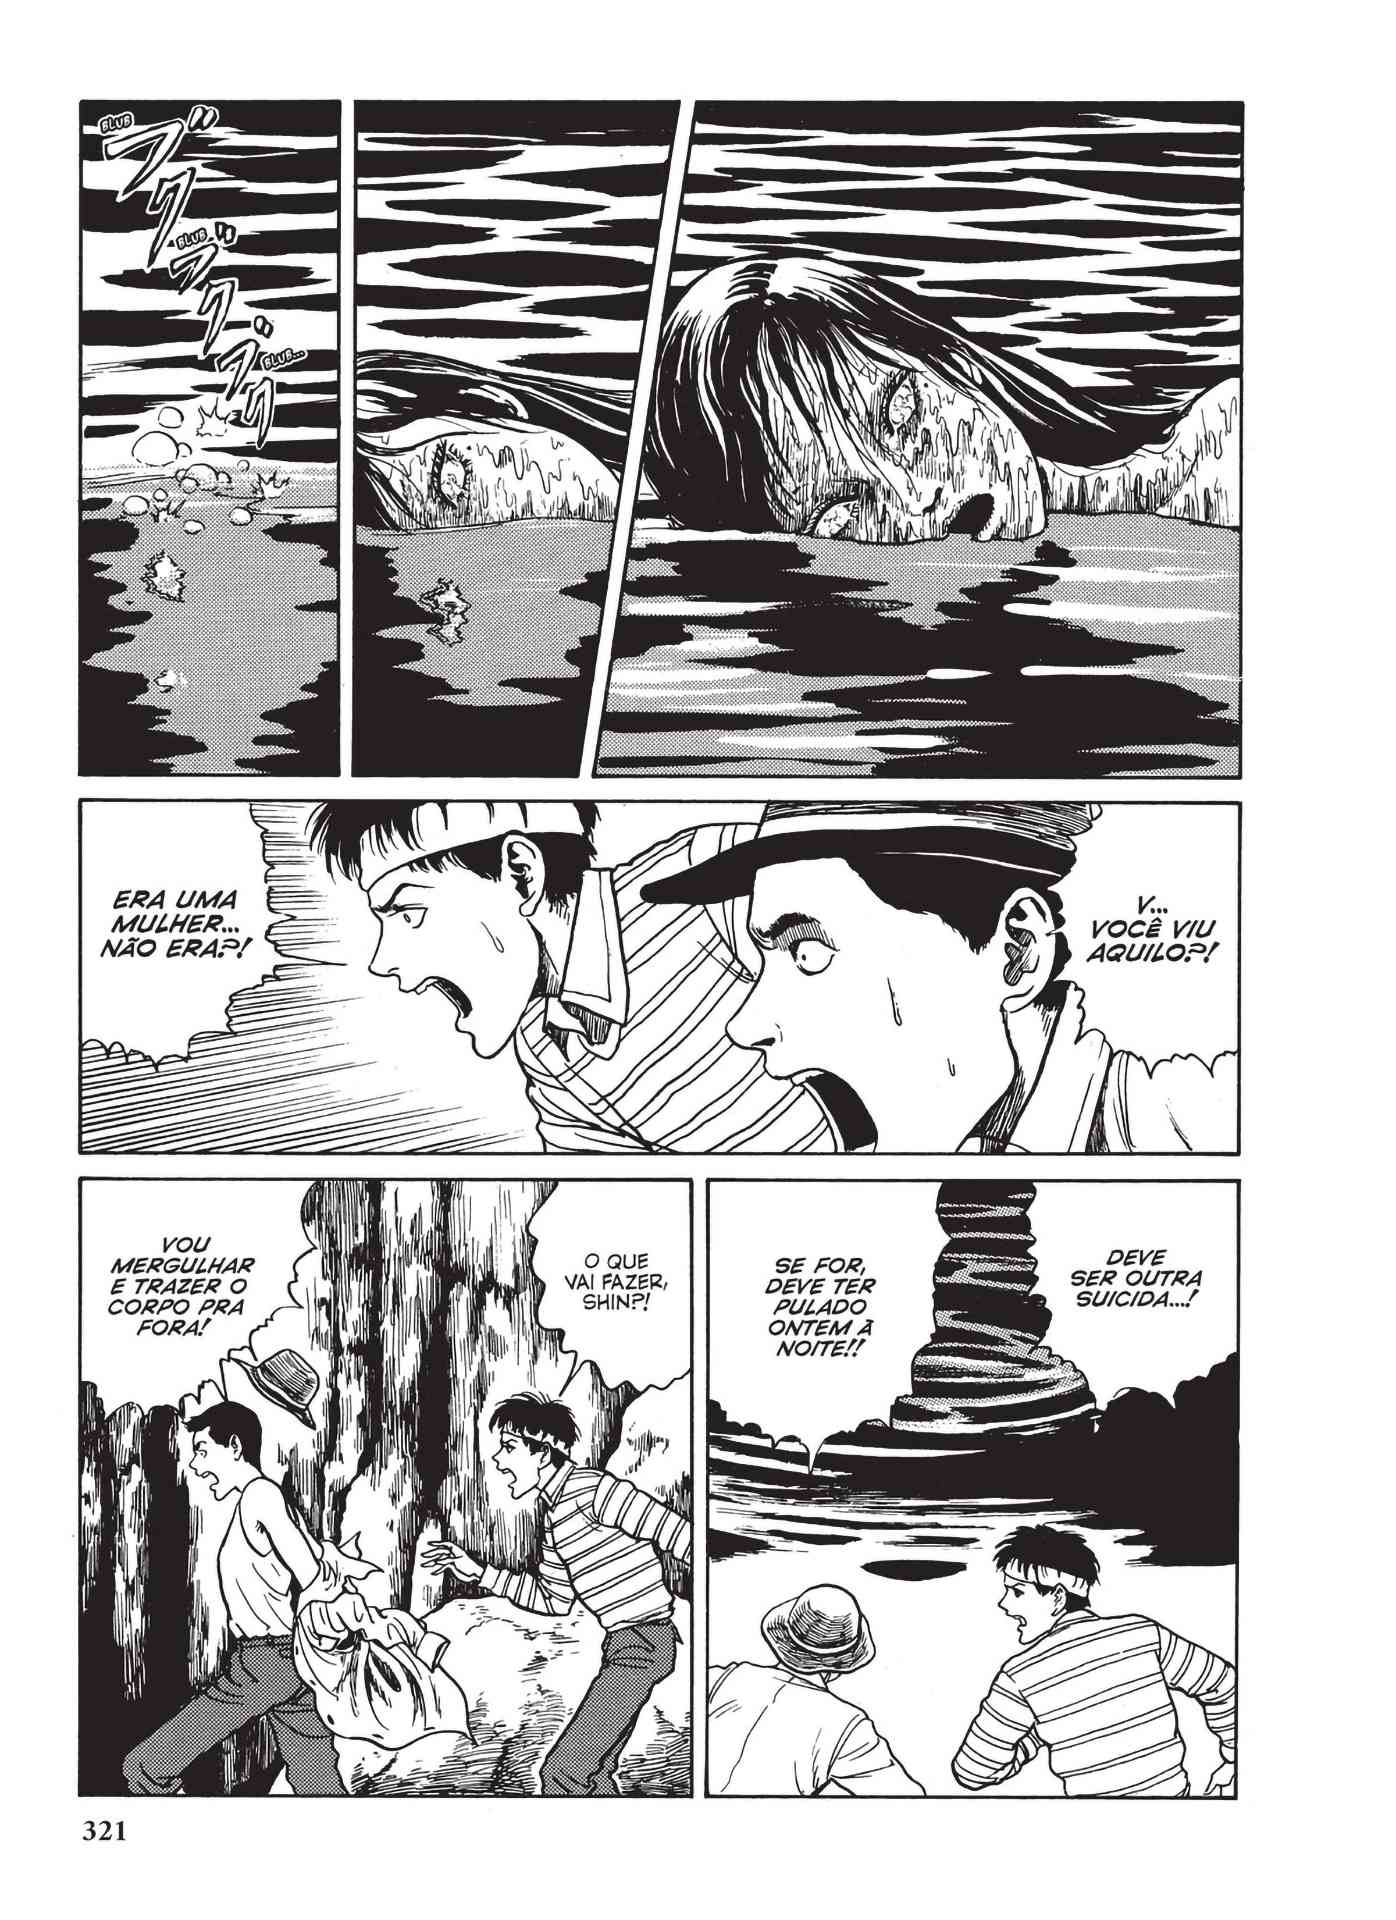 BLUB
ブク
BLUB
ブク
BLUB...
ブクク
V...
VOCÊ VIU
AQUILO?!
ERA UMA
MULHER...
NÃO ERA?!
DEVE
SER OUTRA
SUICIDA...!
SE FOR,
DEVE TER
PULADO
ONTEM À
NOITE!!
O QUE
VAI FAZER,
SHIN?!
VOU
MERGULHAR
E TRAZER O
CORPO PRA
FORA!
321